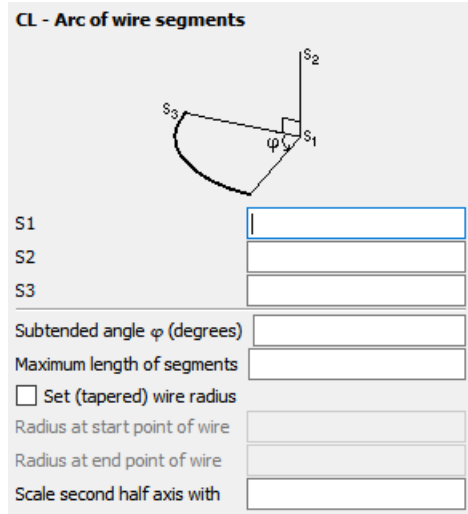 CL - Arc of wire segments
S2
S3
φ
S1
S1
S2
S3
Subtended angle φ (degrees)
Maximum length of segments
Set (tapered) wire radius
Radius at start point of wire
Radius at end point of wire
Scale second half axis with